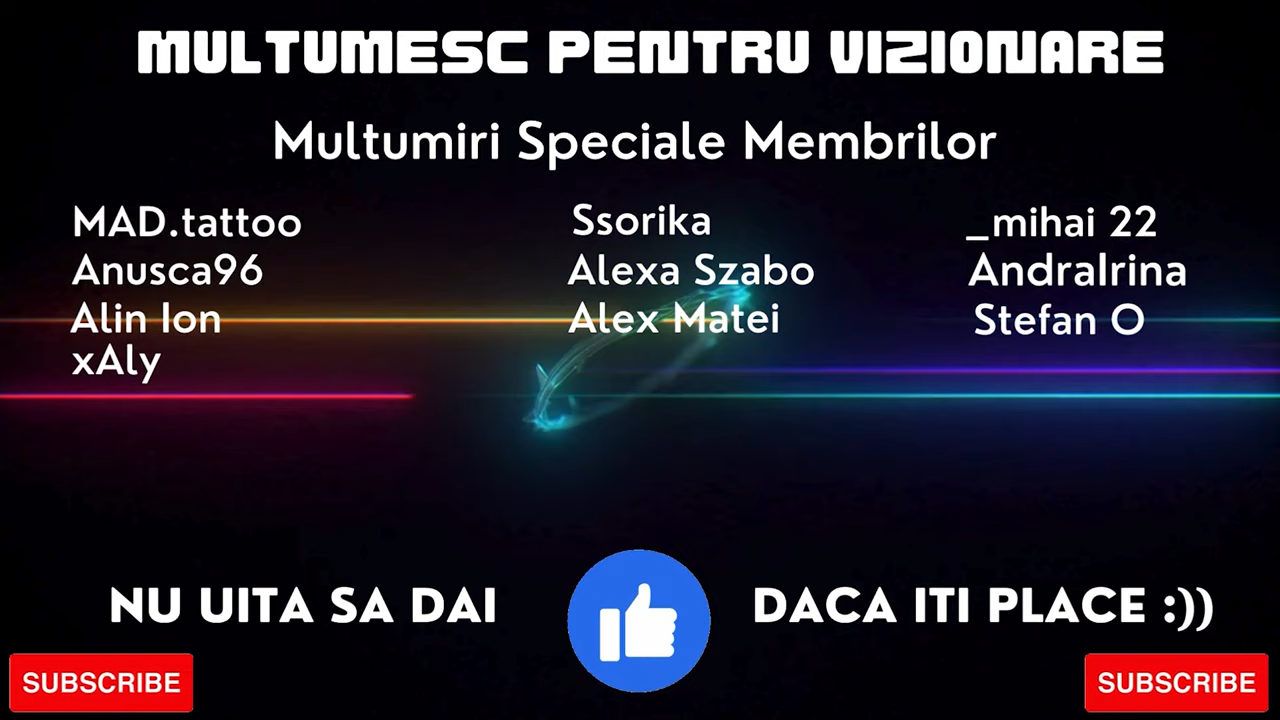 MULTUMESC PENTRU VIZIONARE
Multumiri Speciale Membrilor
MAD.tattoo
Anusca96
Alin Ion
xAly
Ssorika
Alexa Szabo
Alex Matei
_mihai 22
AndraIrina
Stefan O
NU UITA SA DAI
DACA ITI PLACE :))
SUBSCRIBE
SUBSCRIBE